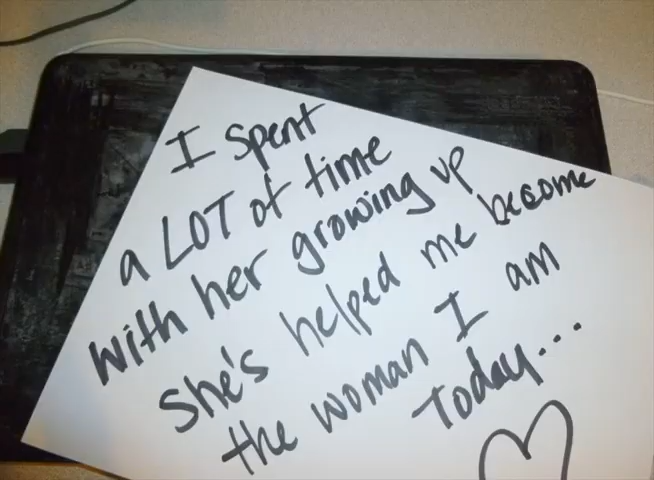 I spent
a LOT of time
with her growing up
She's helped me become
the woman I am
Today...